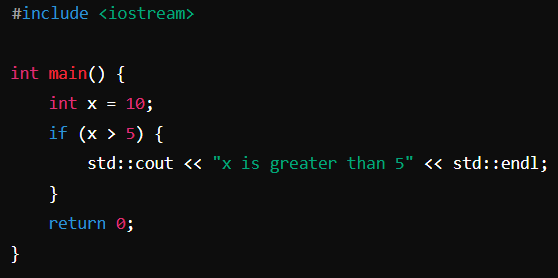 #include <iostream>

int main() {
    int x = 10;
    if (x > 5) {
        std::cout << "x is greater than 5" << std::endl;
    }
    return 0;
}